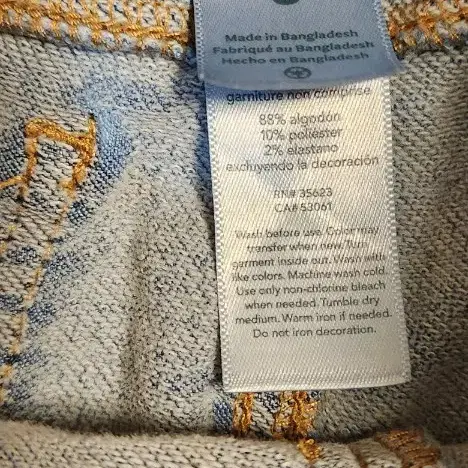 Made in Bangladesh
Fabriqué au Bangladesh
Hecho en Bangladesh
garniture non comprise
88% algodón
10% poliéster
2% elastano
excluyendo la decoración
RN# 35623
CA# 53061
Wash before use. Color may
transfer when new. Turn
garment inside out. Wash with
like colors. Machine wash cold.
Use only non-chlorine bleach
when needed. Tumble dry
medium. Warm iron if needed.
Do not iron decoration.